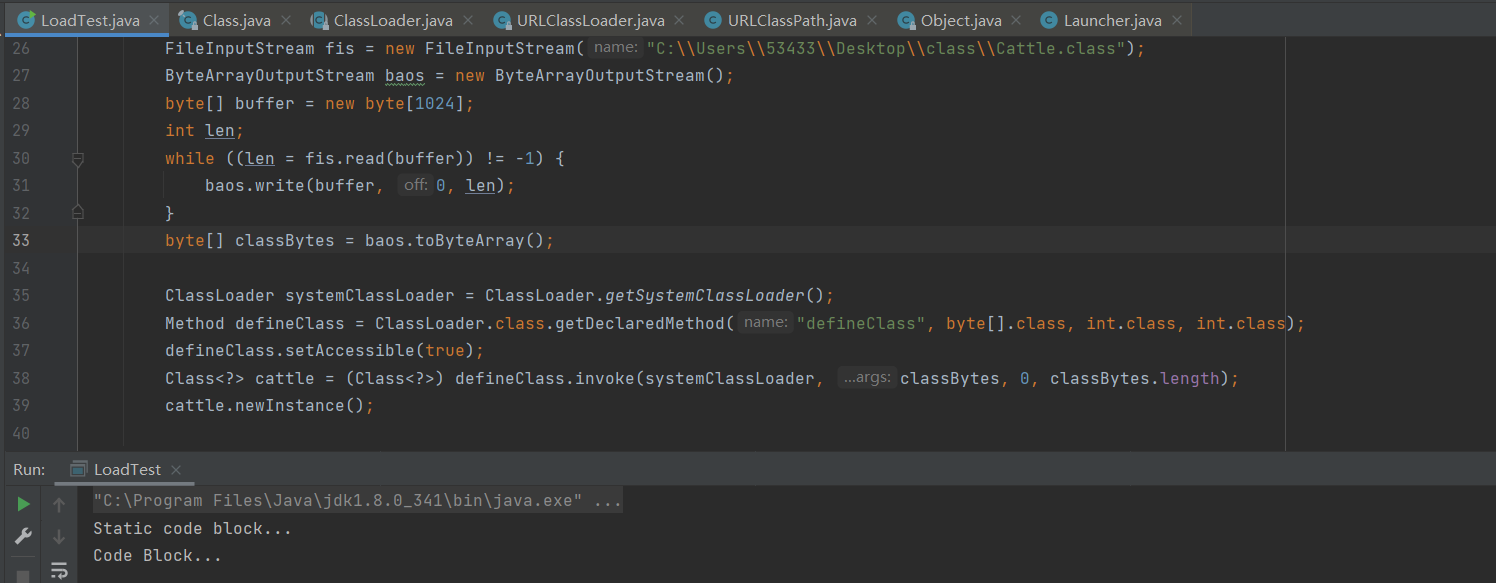 LoadTest.java Class.java ClassLoader.java URLClassLoader.java URLClassPath.java Object.java Launcher.java
26 FileInputStream fis = new FileInputStream( name: "C:\\Users\\53433\\Desktop\\class\\Cattle.class");
27 ByteArrayOutputStream baos = new ByteArrayOutputStream();
28 byte[] buffer = new byte[1024];
29 int len;
30 while ((len = fis.read(buffer)) != -1) {
31 baos.write(buffer, off: 0, len);
32 }
33 byte[] classBytes = baos.toByteArray();
34
35 ClassLoader systemClassLoader = ClassLoader.getSystemClassLoader();
36 Method defineClass = ClassLoader.class.getDeclaredMethod( name: "defineClass", byte[].class, int.class, int.class);
37 defineClass.setAccessible(true);
38 Class<?> cattle = (Class<?>) defineClass.invoke(systemClassLoader, ...args: classBytes, 0, classBytes.length);
39 cattle.newInstance();
40
Run: LoadTest
"C:\Program Files\Java\jdk1.8.0_341\bin\java.exe" ...
Static code block...
Code Block...